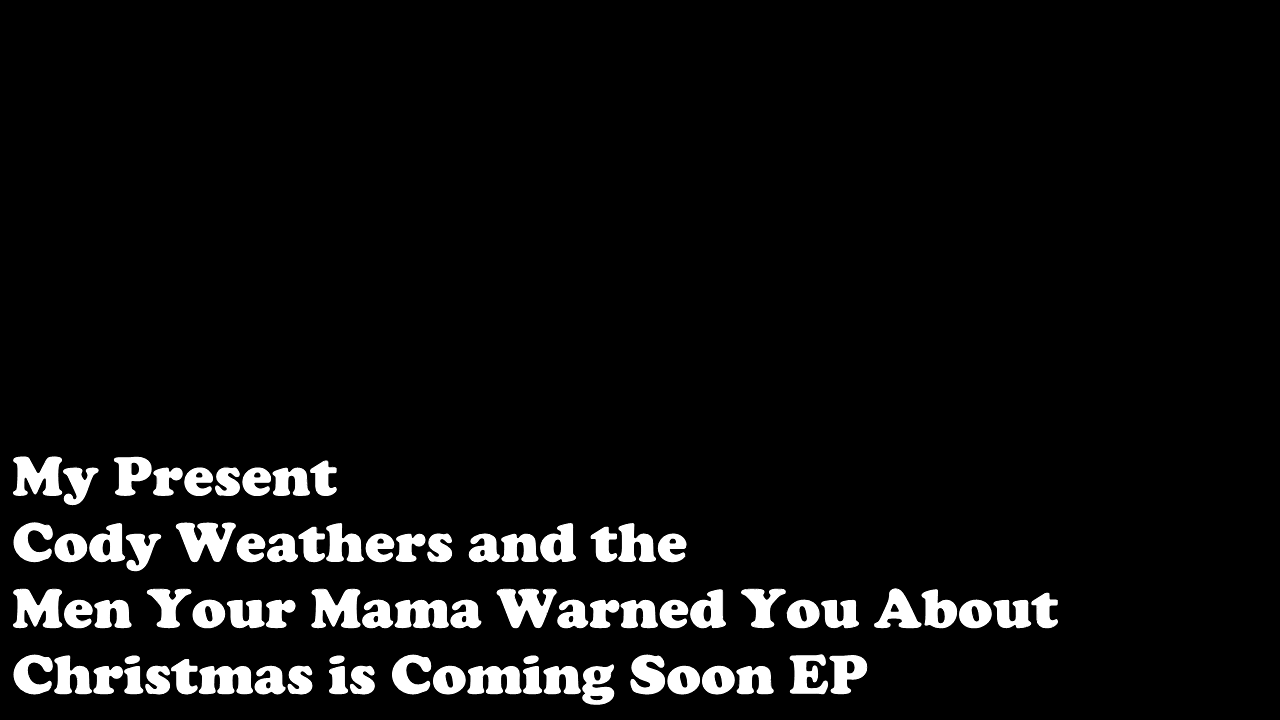 My Present
Cody Weathers and the
Men Your Mama Warned You About
Christmas is Coming Soon EP